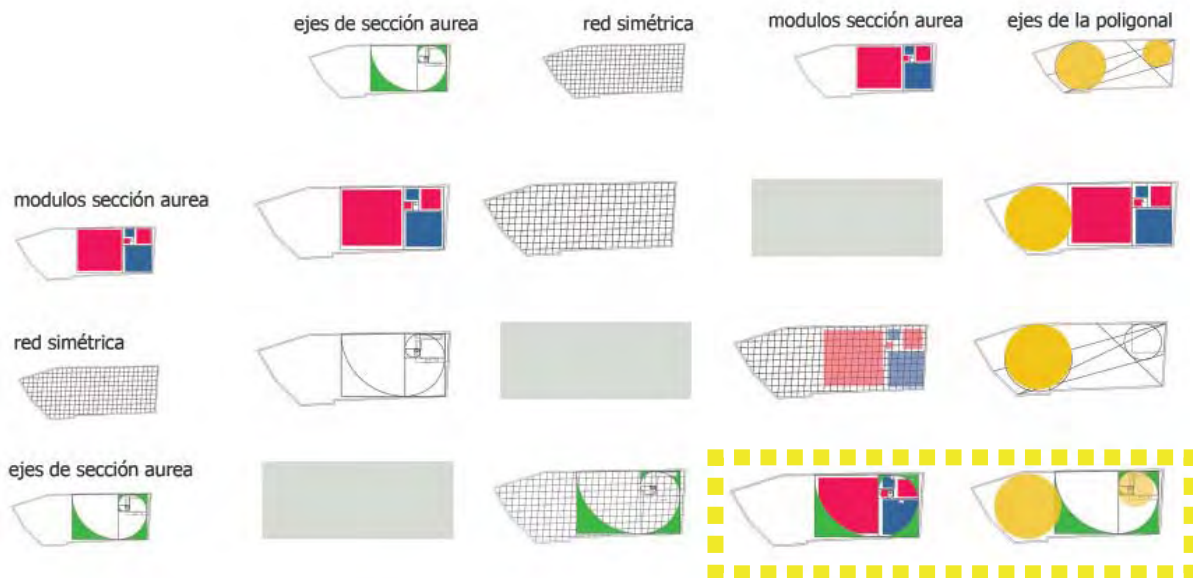 ejes de sección aurea
red simétrica
modulos sección aurea
ejes de la poligonal
modulos sección aurea
red simétrica
ejes de sección aurea